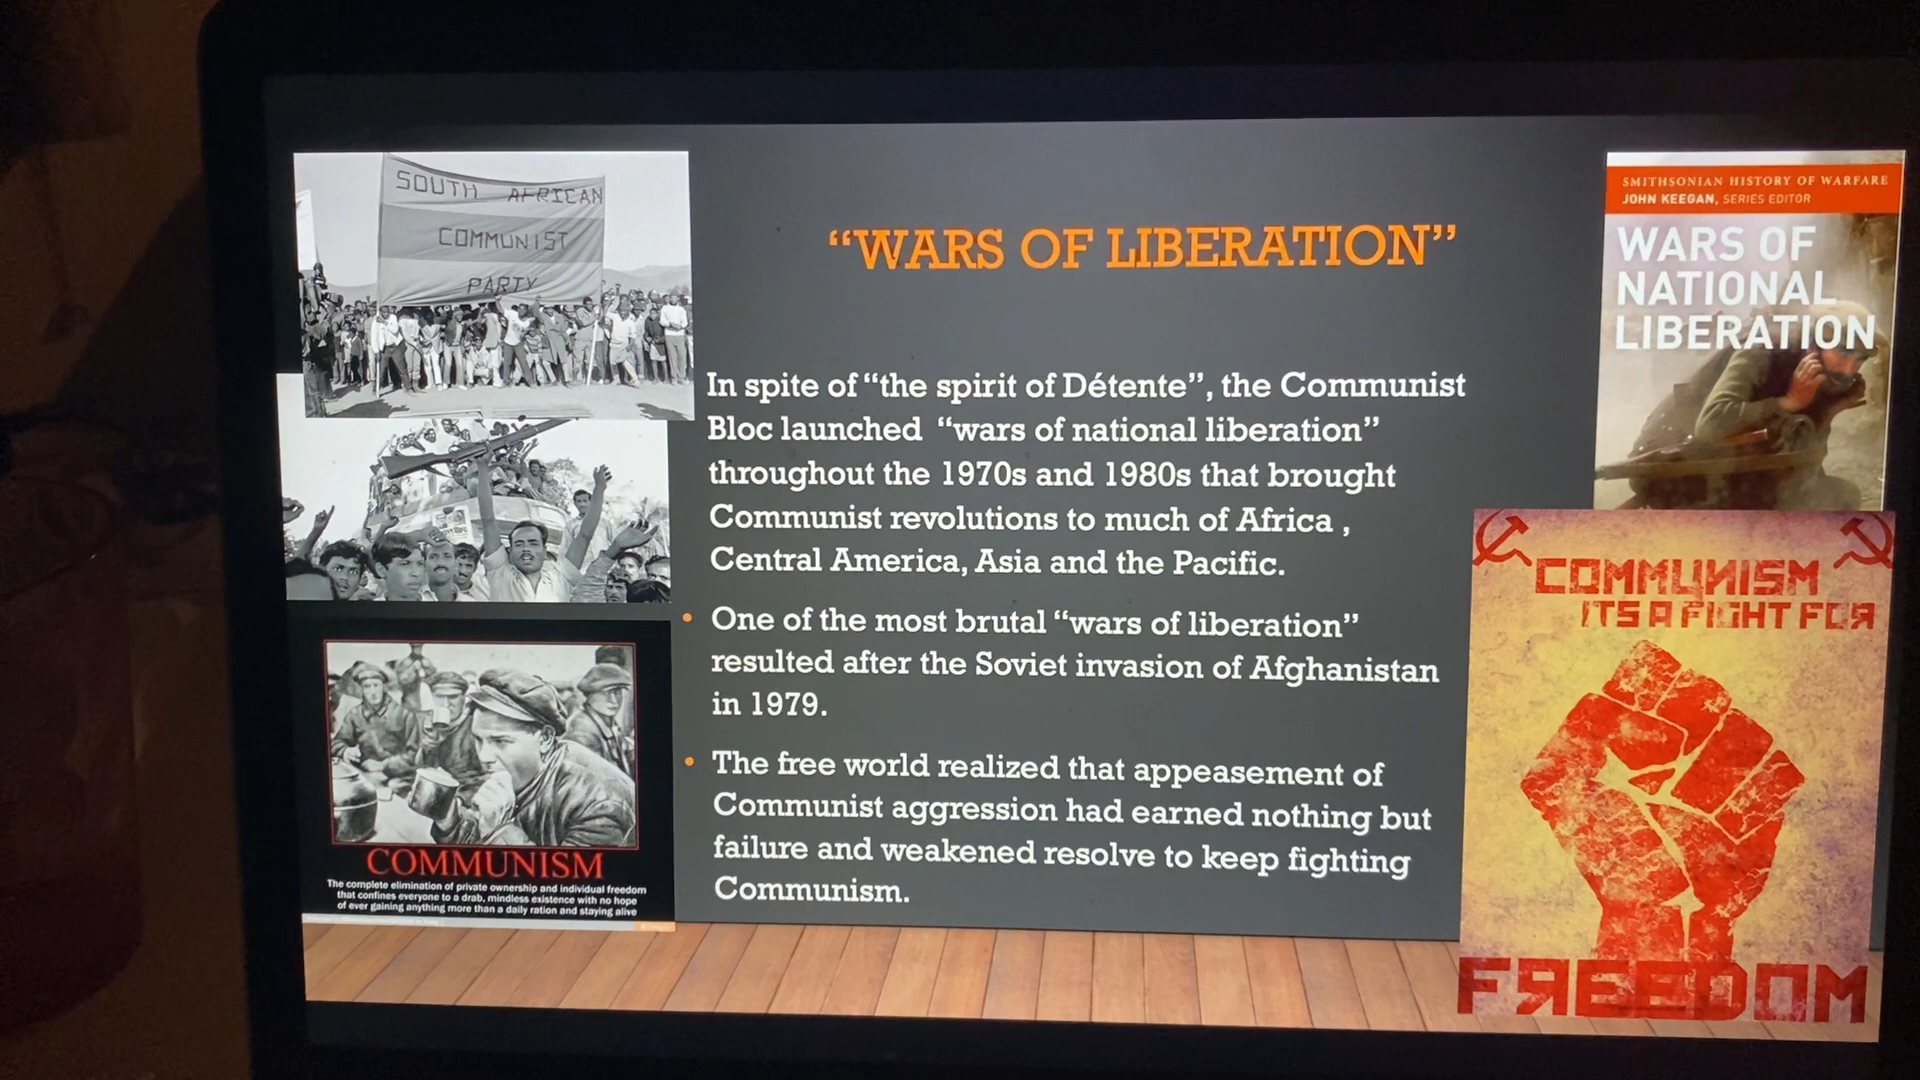 SOUTH AFRICAN
COMMUNIST
PARTY
COMMUNISM
The complete elimination of private ownership and individual freedom
that confines everyone to a drab, mindless existence with no hope
of ever gaining anything more than a daily ration and staying alive
“WARS OF LIBERATION”
In spite of “the spirit of Détente”, the Communist
Bloc launched “wars of national liberation”
throughout the 1970s and 1980s that brought
Communist revolutions to much of Africa ,
Central America, Asia and the Pacific.
• One of the most brutal “wars of liberation”
resulted after the Soviet invasion of Afghanistan
in 1979.
• The free world realized that appeasement of
Communist aggression had earned nothing but
failure and weakened resolve to keep fighting
Communism.
SMITHSONIAN HISTORY OF WARFARE
JOHN KEEGAN, SERIES EDITOR
WARS OF
NATIONAL
LIBERATION
COMMUNISM
ITS A FIGHT FOR
FREEDOM